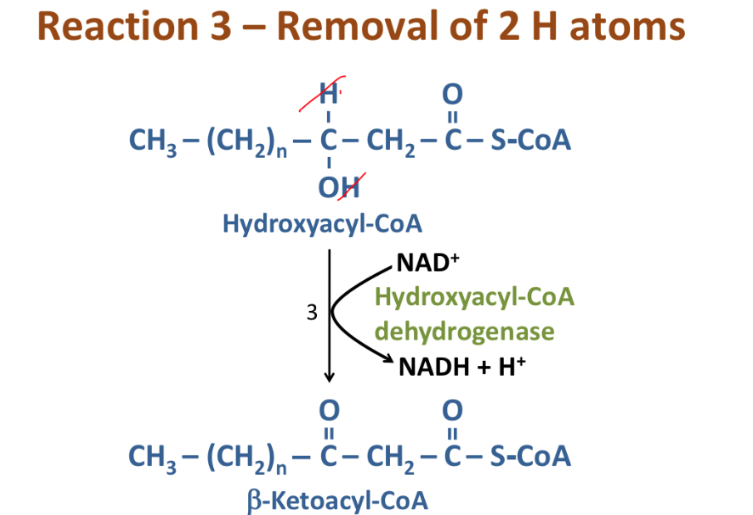 Reaction 3 – Removal of 2 H atoms
H
O
CH₃ – (CH₂)ₙ – C – CH₂ – C – S-CoA
OH
Hydroxyacyl-CoA
NAD⁺
3
Hydroxyacyl-CoA
dehydrogenase
NADH + H⁺
O
O
CH₃ – (CH₂)ₙ – C – CH₂ – C – S-CoA
β-Ketoacyl-CoA